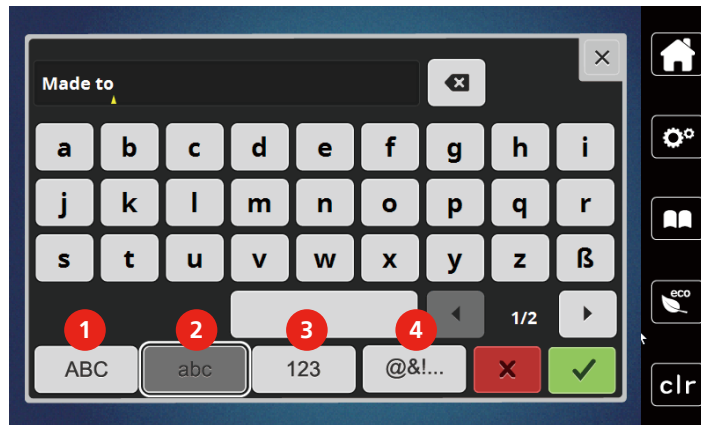 Made to
a b c d e f g h i
j k l m n o p q r
s t u v w x y z ß
eco
1 2 3 4
1/2
ABC abc 123 @&!...
clr